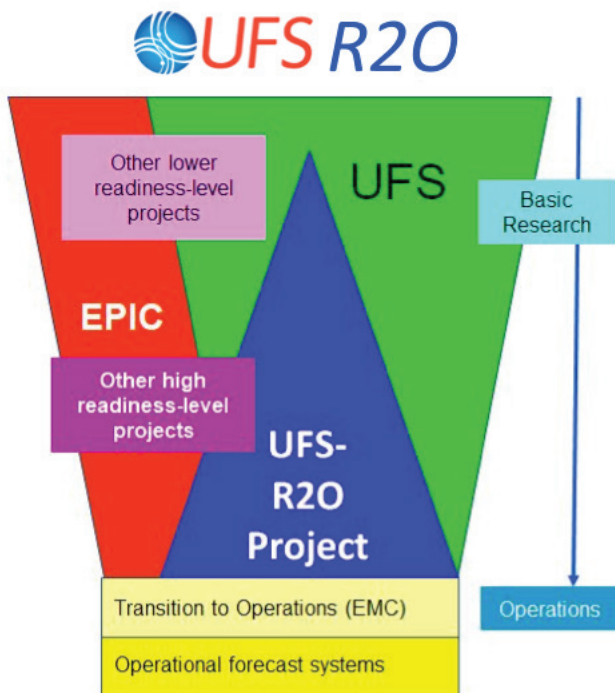 UFS R2O
Other lower
readiness-level
projects
UFS
Basic
Research
EPIC
Other high
readiness-level
projects
UFS-
R2O
Project
Transition to Operations (EMC)
Operations
Operational forecast systems